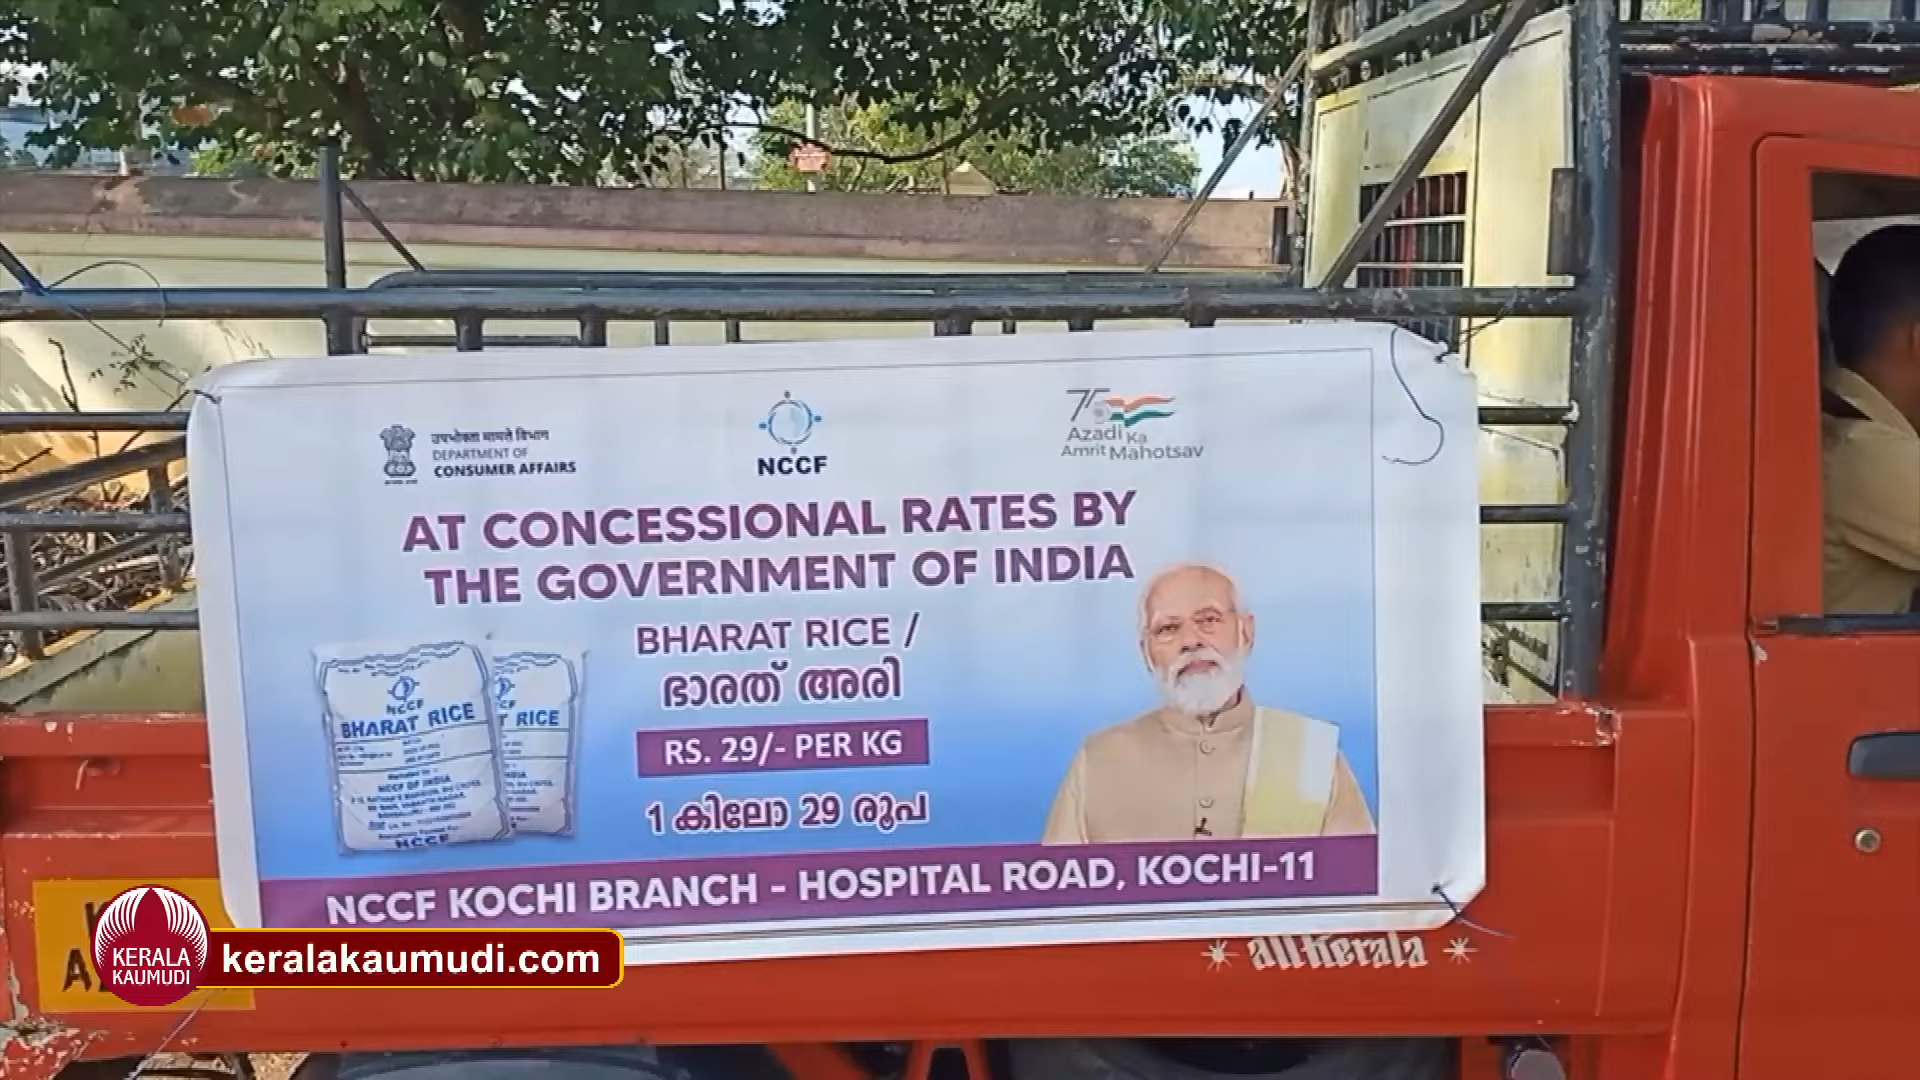 उपभोक्ता मामले विभाग
DEPARTMENT OF
CONSUMER AFFAIRS
NCCF
75
Azadi Ka
Amrit Mahotsav
AT CONCESSIONAL RATES BY
THE GOVERNMENT OF INDIA
BHARAT RICE /
ഭാരത് അരി
RS. 29/- PER KG
1 കിലോ 29 രൂപ
NCCF
BHARAT RICE
NCCF OF INDIA
NCCF
T RICE
NCCF KOCHI BRANCH - HOSPITAL ROAD, KOCHI-11
all Kerala
KERALA
KAUMUDI
keralakaumudi.com